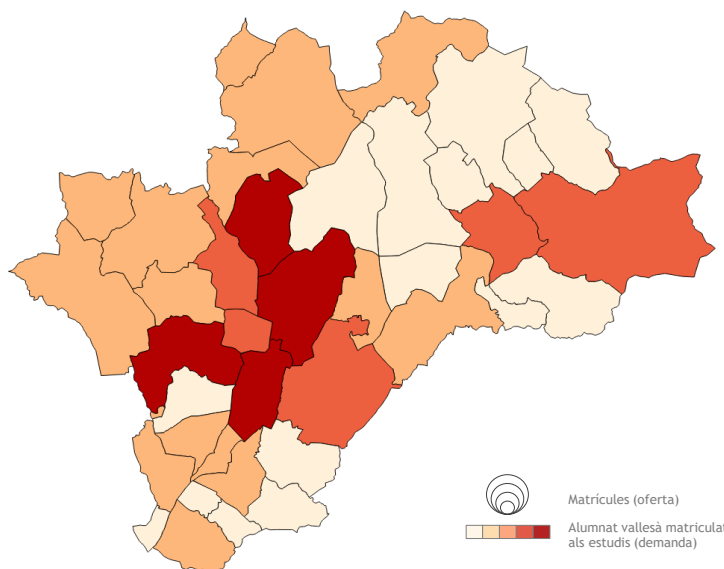 Matrícules (oferta)
Alumnat vallesà matriculat
als estudis (demanda)